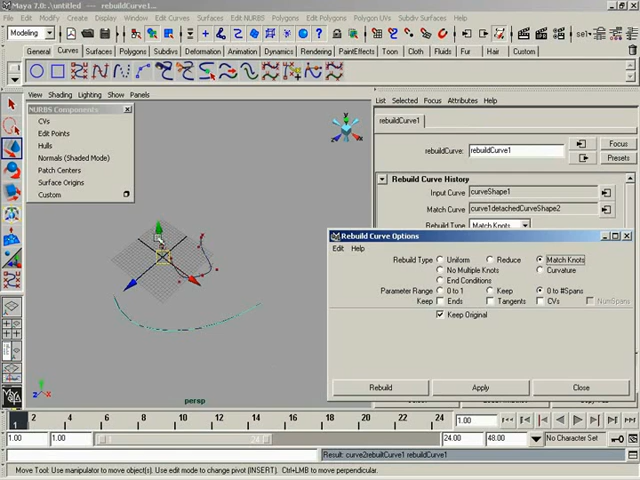 Maya 7.0: untitled -- rebuildCurve1...
File Edit Modify Create Display Window Edit Curves Surfaces Edit NURBS Polygons Edit Polygons Polygon UVs Subdiv Surfaces Help
Modeling
sel
General Curves Surfaces Polygons Subdivs Deformation Animation Dynamics Rendering PaintEffects Toon Cloth Fluids Fur Hair Custom
View Shading Lighting Show Panels
List Selected Focus Attributes Help
NURBS Components
CVs
Edit Points
Hulls
Normals (Shaded Mode)
Patch Centers
Surface Origins
Custom
rebuildCurve1
rebuildCurve: rebuildCurve1
Focus
Presets
Rebuild Curve History
Input Curve curveShape1
Match Curve curve1detachedCurveShape2
Rebuild Type Match Knots
Rebuild Curve Options
Edit Help
Rebuild Type Uniform Reduce Match Knots
No Multiple Knots Curvature
End Conditions
Parameter Range 0 to 1 Keep 0 to #Spans
Keep Ends Tangents CVs NumSpans
Keep Original
Rebuild Apply Close
persp
2 4 6 8 10 12 14 16 18 20 22 24 1.00
1.00 1.00 24.00 48.00 No Character Set
Result: curve2rebuiltCurve1 rebuildCurve1
Move Tool: Use manipulator to move object(s). Use edit mode to change pivot (INSERT). Ctrl+LMB to move perpendicular.